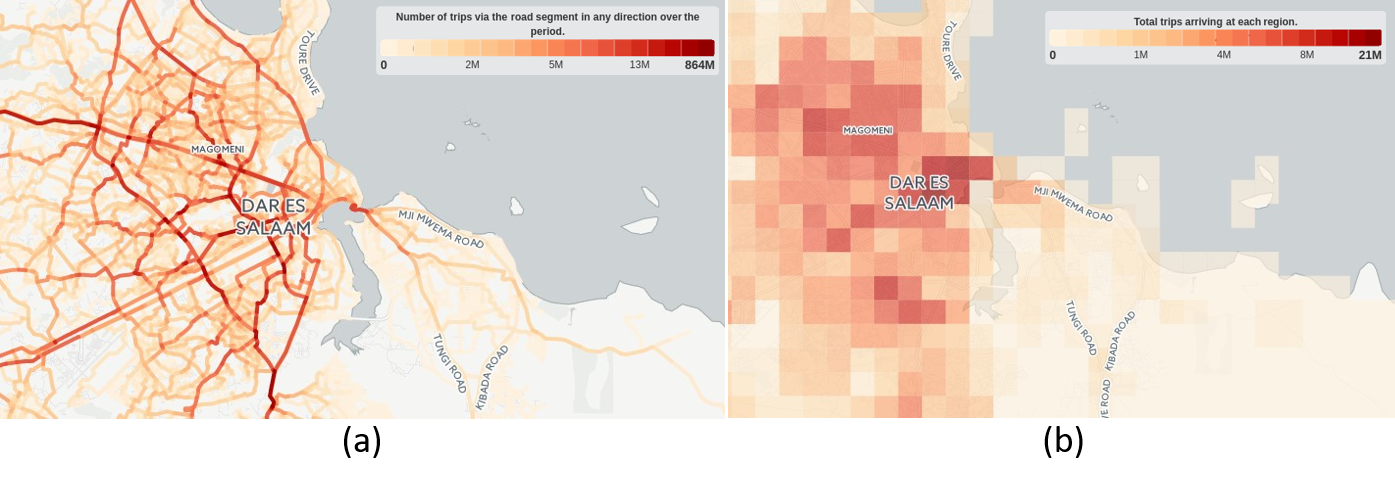 Number of trips via the road segment in any direction over the
period.
0 2M 5M 13M 864M
TOURE DRIVE
MAGOMENI
DAR ES
SALAAM
MJI MWEMA ROAD
TUNGI ROAD
KIBADA ROAD
(a)
Total trips arriving at each region.
0 1M 4M 8M 21M
TOURE DRIVE
MAGOMENI
DAR ES
SALAAM
MJI MWEMA ROAD
TUNGI ROAD
KIBADA ROAD
E ROAD
(b)